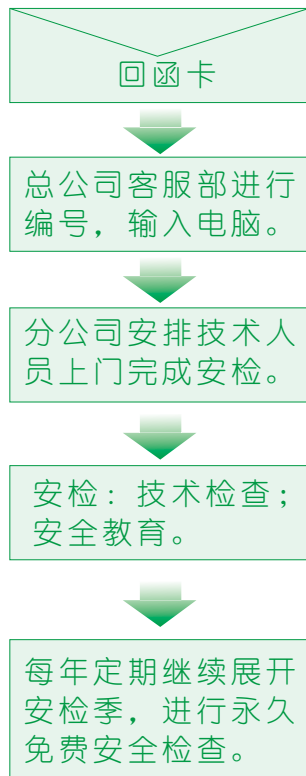 回函卡
总公司客服部进行
编号，输入电脑。
分公司安排技术人
员上门完成安检。
安检：技术检查；
安全教育。
每年定期继续展开
安检季，进行永久
免费安全检查。